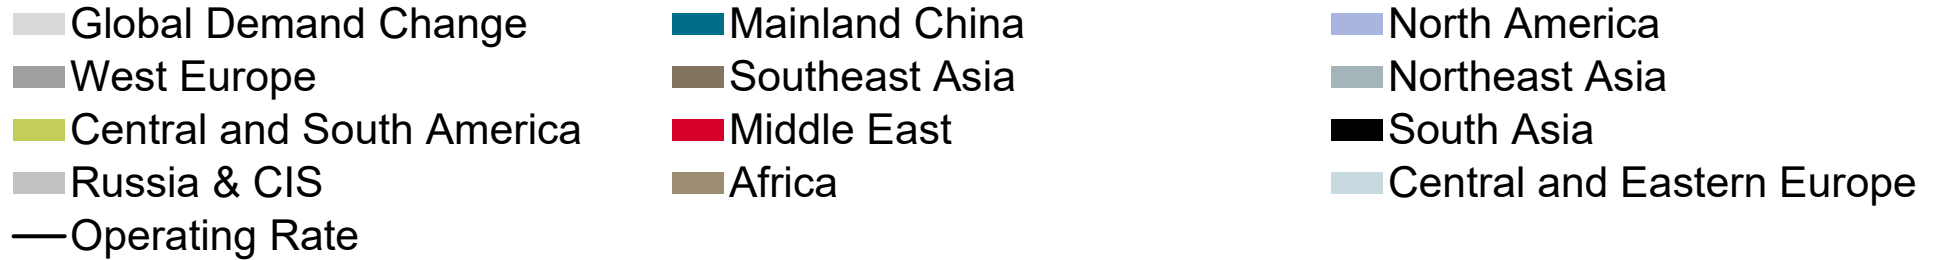 Global Demand Change
Mainland China
North America
West Europe
Southeast Asia
Northeast Asia
Central and South America
Middle East
South Asia
Russia & CIS
Africa
Central and Eastern Europe
Operating Rate